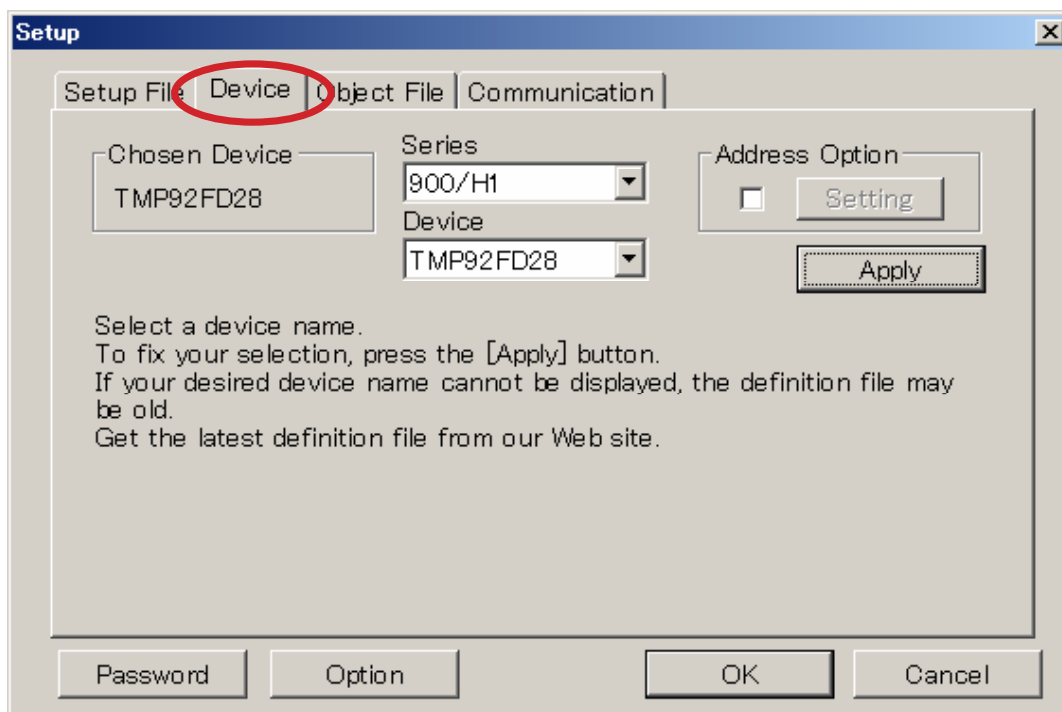 Setup
Setup File Device Object File Communication
Chosen Device
TMP92FD28
Series
900/H1
Device
TMP92FD28
Address Option
Setting
Apply
Select a device name.
To fix your selection, press the [Apply] button.
If your desired device name cannot be displayed, the definition file may
be old.
Get the latest definition file from our Web site.
Password Option OK Cancel